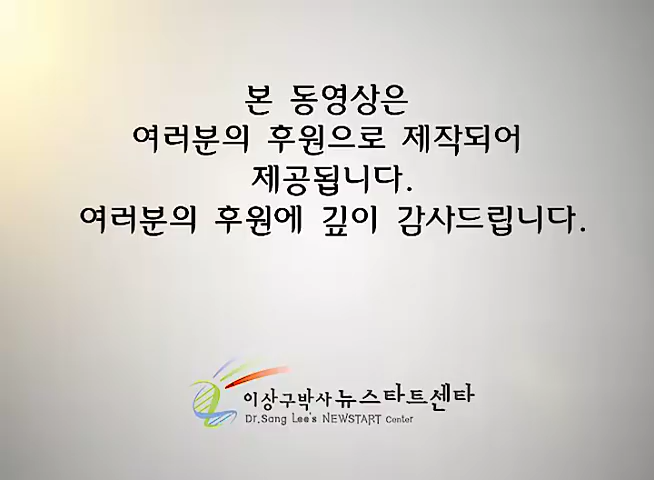 본 동영상은
여러분의 후원으로 제작되어
제공됩니다.
여러분의 후원에 깊이 감사드립니다.
이상구박사 뉴스타트센타
Dr.Sang Lee's NEWSTART Center